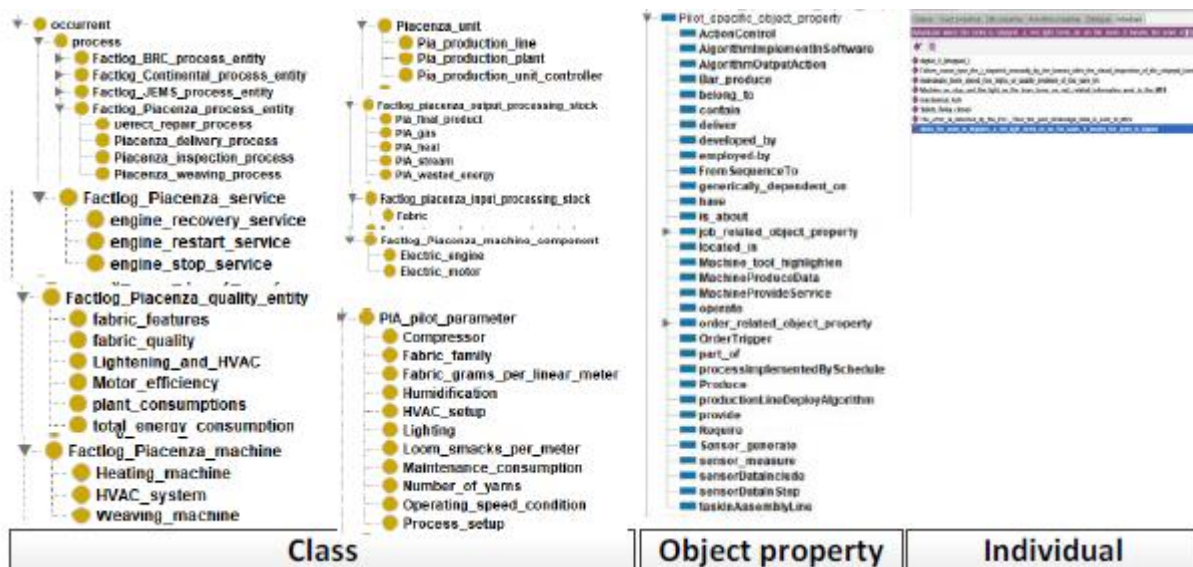 occurrent
process
Factlog_BRC_process_entity
Factlog_Continental_process_entity
Factlog_JEMS_process_entity
Factlog_Piacenza_process_entity
Defect_repair_process
Piacenza_delivery_process
Piacenza_inspection_process
Piacenza_weaving_process
Factlog_Piacenza_service
engine_recovery_service
engine_restart_service
engine_stop_service
Factlog_Piacenza_quality_entity
fabric_features
fabric_quality
Lightening_and_HVAC
Motor_efficiency
plant_consumptions
total_energy_consumption
Factlog_Piacenza_machine
Heating_machine
HVAC_system
Weaving_machine
Piacenza_unit
Pia_production_line
Pia_production_plant
Pia_production_unit_controller
Factlog_piacenza_output_processing_stock
Pia_final_product
PIA_gas
PIA_heat
PIA_stream
PIA_wasted_energy
Factlog_piacenza_input_processing_stock
Fabric
Factlog_Piacenza_machine_component
Electric_engine
Electric_motor
PIA_pilot_parameter
Compressor
Fabric_family
Fabric_grams_per_linear_meter
Humidification
HVAC_setup
Lighting
Loom_smacks_per_meter
Maintenance_consumption
Number_of_yarns
Operating_speed_condition
Process_setup
Class
Pilot_specific_object_property
ActionControl
AlgorithmImplementInSoftware
AlgorithmOutputAction
Bar_produce
belong_to
contain
deliver
developed_by
employed-by
FromSequenceTo
generically_dependent_on
have
is_about
job_related_object_property
located_in
Machine_tool_highlighten
MachineProduceData
MachineProvideService
operate
order_related_object_property
OrderTrigger
part_of
processImplementedBySchedule
Produce
productionLineDeployAlgorithm
provide
Require
Sensor_generate
sensor_measure
sensorDatainclude
sensorDatainStep
taskInAssemblyLine
Object property
Individual